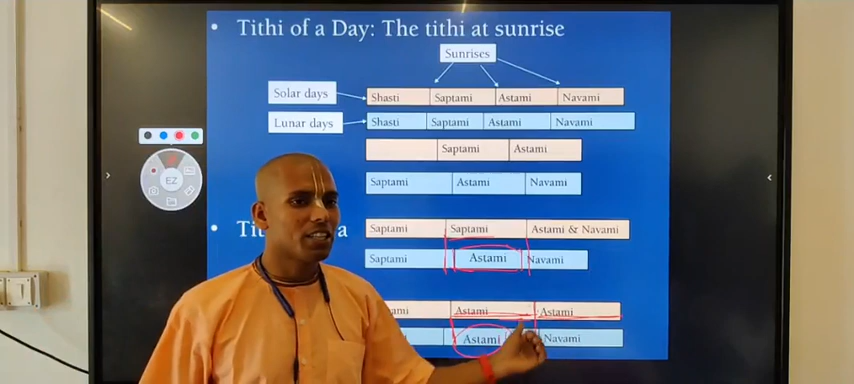 • Tithi of a Day: The tithi at sunrise
Sunrises
Solar days Shasti Saptami Astami Navami
Lunar days Shasti Saptami Astami Navami
Saptami Astami
Saptami Astami Navami
• Saptami Saptami Astami & Navami
Saptami Astami Navami
Astami Astami
Astami Navami
EZ